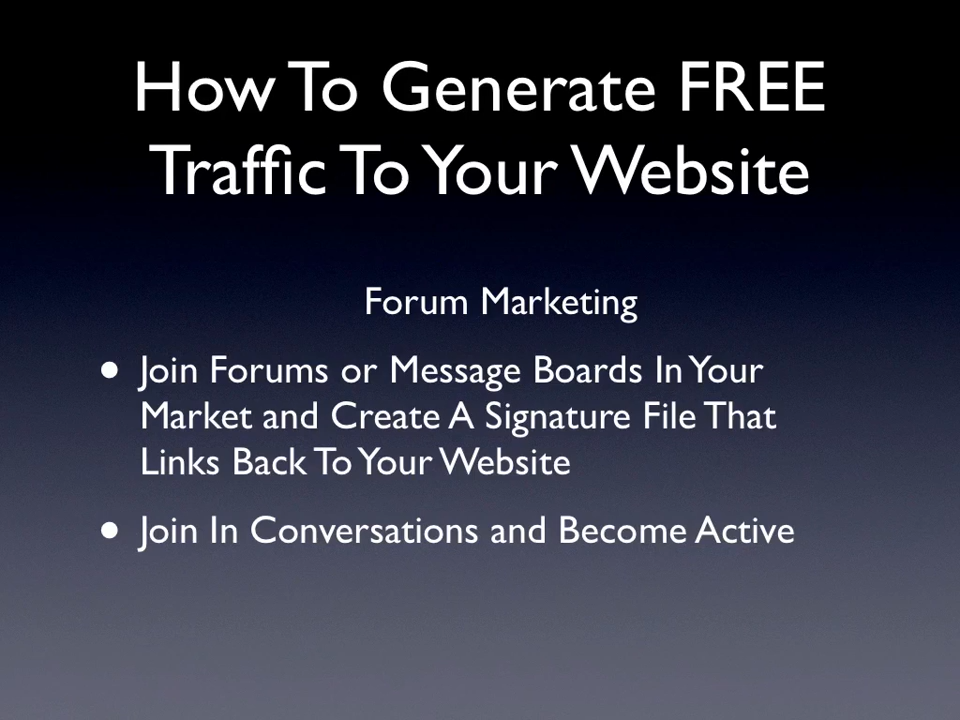 How To Generate FREE
Traffic To Your Website
Forum Marketing
• Join Forums or Message Boards In Your
Market and Create A Signature File That
Links Back To Your Website
• Join In Conversations and Become Active